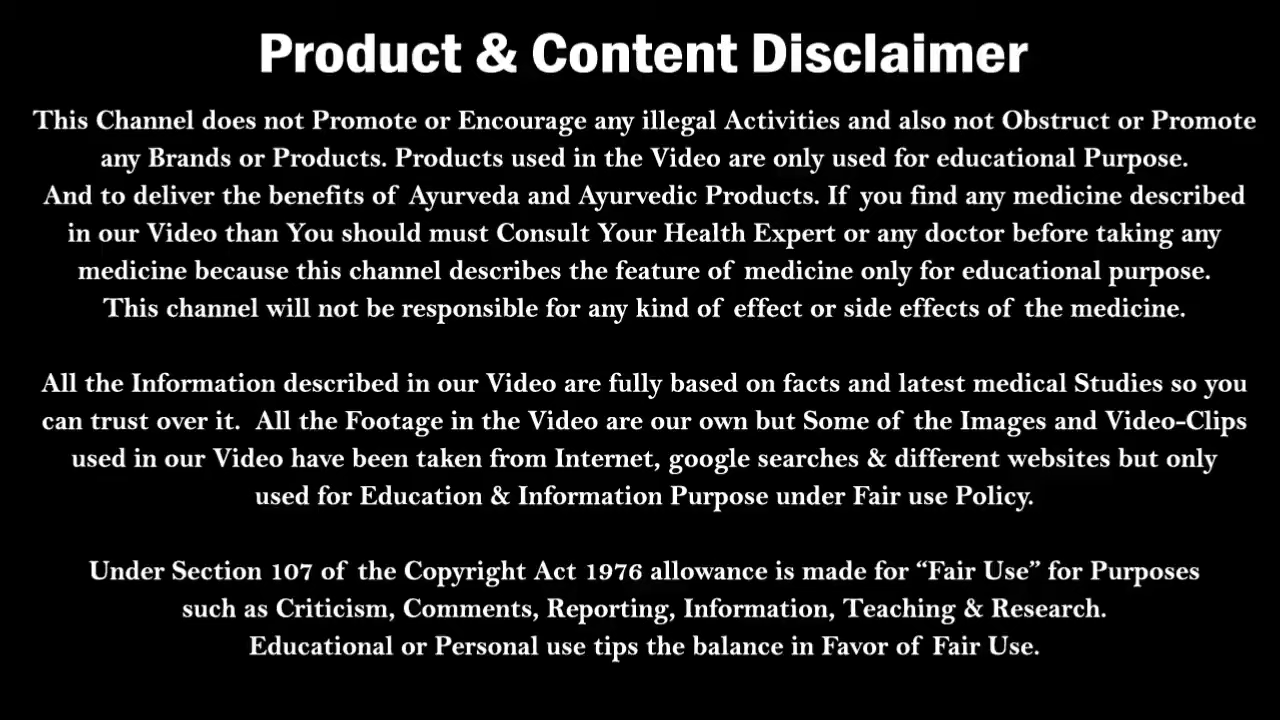 Product & Content Disclaimer
This Channel does not Promote or Encourage any illegal Activities and also not Obstruct or Promote
any Brands or Products. Products used in the Video are only used for educational Purpose.
And to deliver the benefits of Ayurveda and Ayurvedic Products. If you find any medicine described
in our Video than You should must Consult Your Health Expert or any doctor before taking any
medicine because this channel describes the feature of medicine only for educational purpose.
This channel will not be responsible for any kind of effect or side effects of the medicine.
All the Information described in our Video are fully based on facts and latest medical Studies so you
can trust over it. All the Footage in the Video are our own but Some of the Images and Video-Clips
used in our Video have been taken from Internet, google searches & different websites but only
used for Education & Information Purpose under Fair use Policy.
Under Section 107 of the Copyright Act 1976 allowance is made for “Fair Use” for Purposes
such as Criticism, Comments, Reporting, Information, Teaching & Research.
Educational or Personal use tips the balance in Favor of Fair Use.